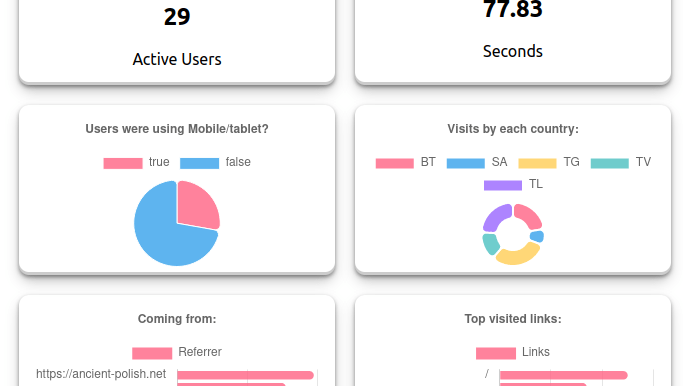 29
Active Users
77.83
Seconds
Users were using Mobile/tablet?
true false
Visits by each country:
BT SA TG TV
TL
Coming from:
Referrer
https://ancient-polish.net
Top visited links:
Links
/